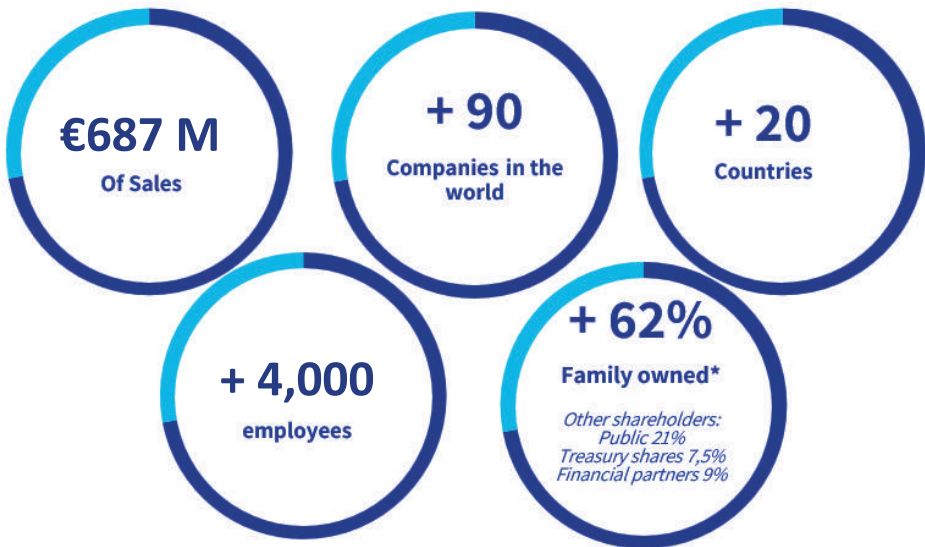 €687 M
Of Sales
+ 90
Companies in the
world
+ 20
Countries
+ 4,000
employees
+ 62%
Family owned*
Other shareholders:
Public 21%
Treasury shares 7,5%
Financial partners 9%